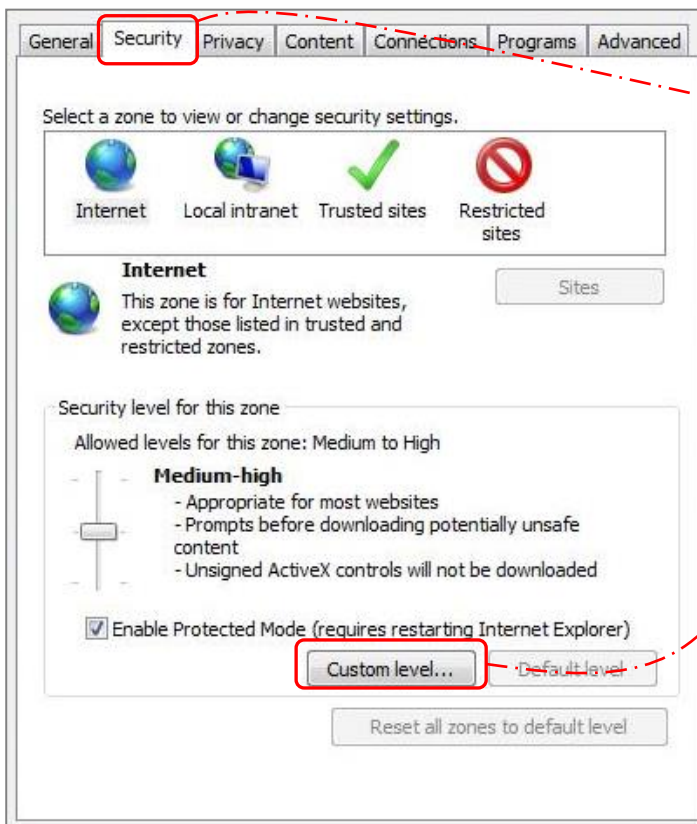 General Security Privacy Content Connections Programs Advanced
Select a zone to view or change security settings.
Internet Local intranet Trusted sites Restricted
sites
Internet
This zone is for Internet websites,
except those listed in trusted and
restricted zones.
Sites
Security level for this zone
Allowed levels for this zone: Medium to High
Medium-high
- Appropriate for most websites
- Prompts before downloading potentially unsafe
content
- Unsigned ActiveX controls will not be downloaded
Enable Protected Mode (requires restarting Internet Explorer)
Custom level... Default level
Reset all zones to default level